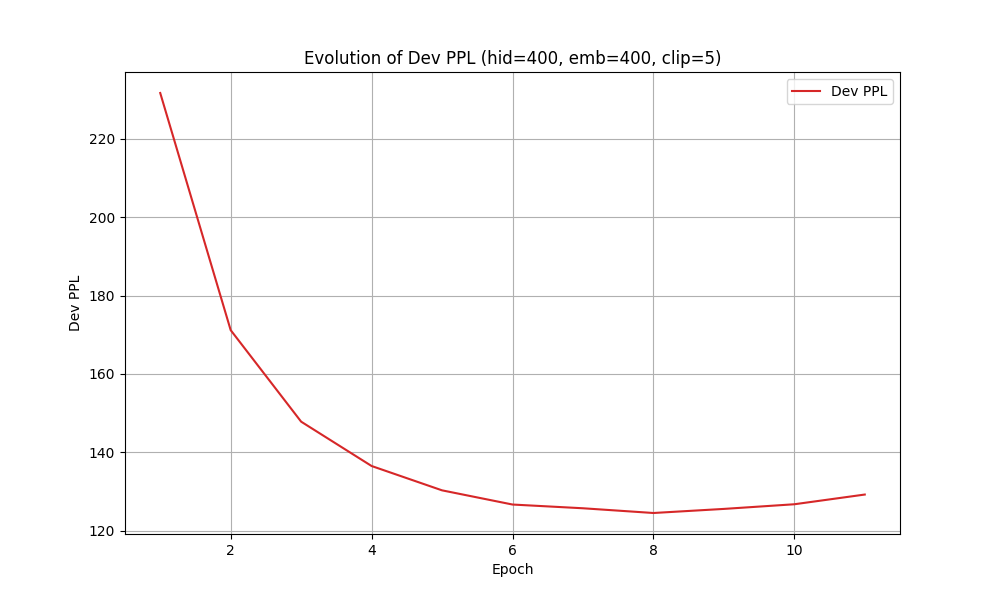 Evolution of Dev PPL (hid=400, emb=400, clip=5)
Dev PPL
220
200
180
160
140
120
Dev PPL
2
4
6
8
10
Epoch